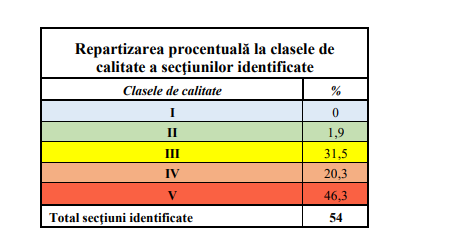 Repartizarea procentuală la clasele de
calitate a secţiunilor identificate
Clasele de calitate %
I 0
II 1,9
III 31,5
IV 20,3
V 46,3
Total secţiuni identificate 54